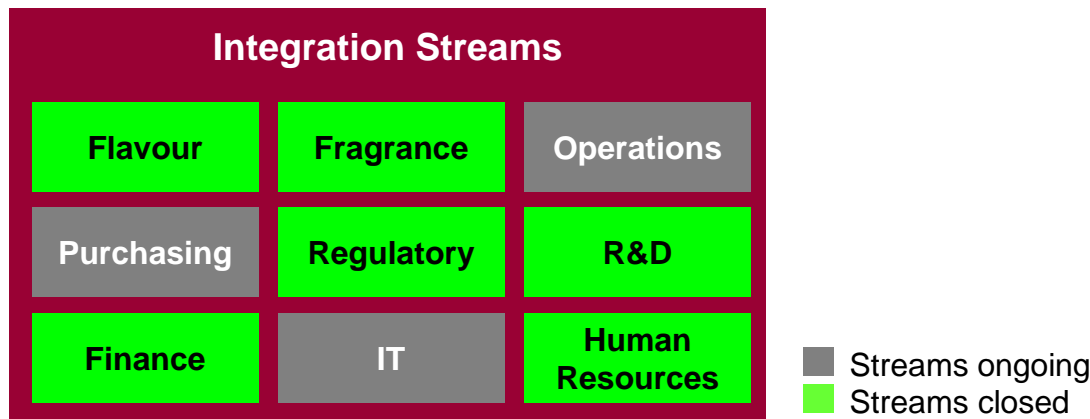 Integration Streams
Flavour
Fragrance
Operations
Purchasing
Regulatory
R&D
Finance
IT
Human
Resources
Streams ongoing
Streams closed